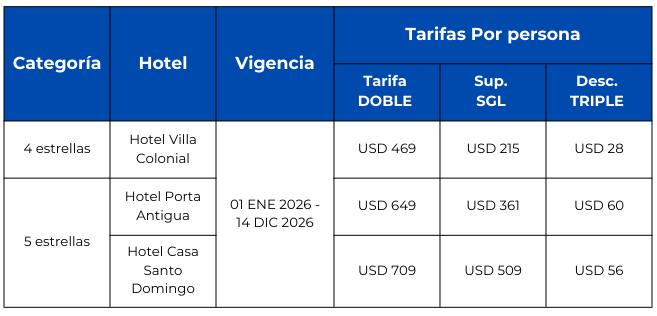 Categoría
Hotel
Vigencia
Tarifas Por persona
Tarifa
DOBLE
Sup.
SGL
Desc.
TRIPLE
4 estrellas
Hotel Villa
Colonial
USD 469
USD 215
USD 28
5 estrellas
Hotel Porta
Antigua
01 ENE 2026 -
14 DIC 2026
USD 649
USD 361
USD 60
Hotel Casa
Santo
Domingo
USD 709
USD 509
USD 56